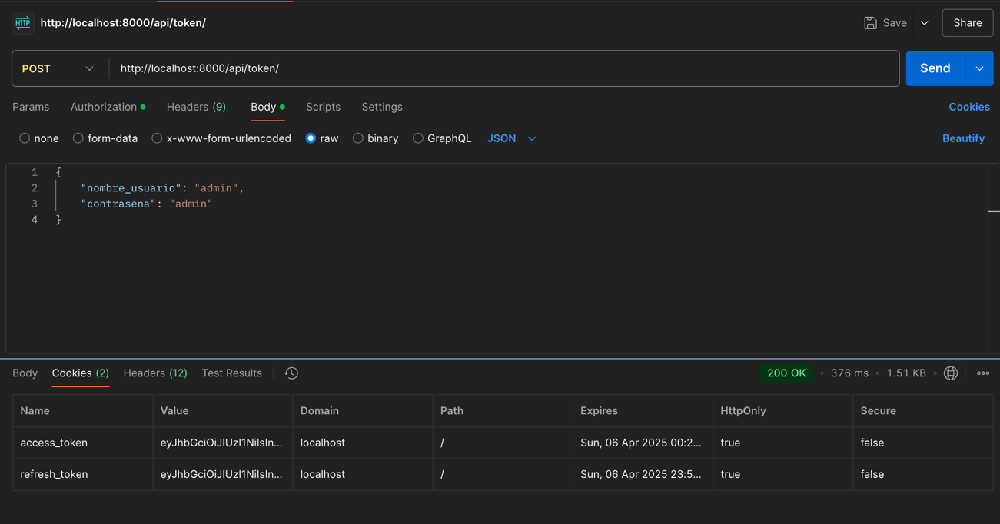 HTTP http://localhost:8000/api/token/ Save Share
POST http://localhost:8000/api/token/ Send
Params Authorization Headers (9) Body Scripts Settings Cookies
none form-data x-www-form-urlencoded raw binary GraphQL JSON Beautify
1 {
2 "nombre_usuario": "admin",
3 "contrasena": "admin"
4 }
Body Cookies (2) Headers (12) Test Results 200 OK • 376 ms • 1.51 KB •
Name Value Domain Path Expires HttpOnly Secure
access_token eyJhbGciOiJIUzI1NiIsIn... localhost / Sun, 06 Apr 2025 00:2... true false
refresh_token eyJhbGciOiJIUzI1NiIsIn... localhost / Sun, 06 Apr 2025 23:5... true false